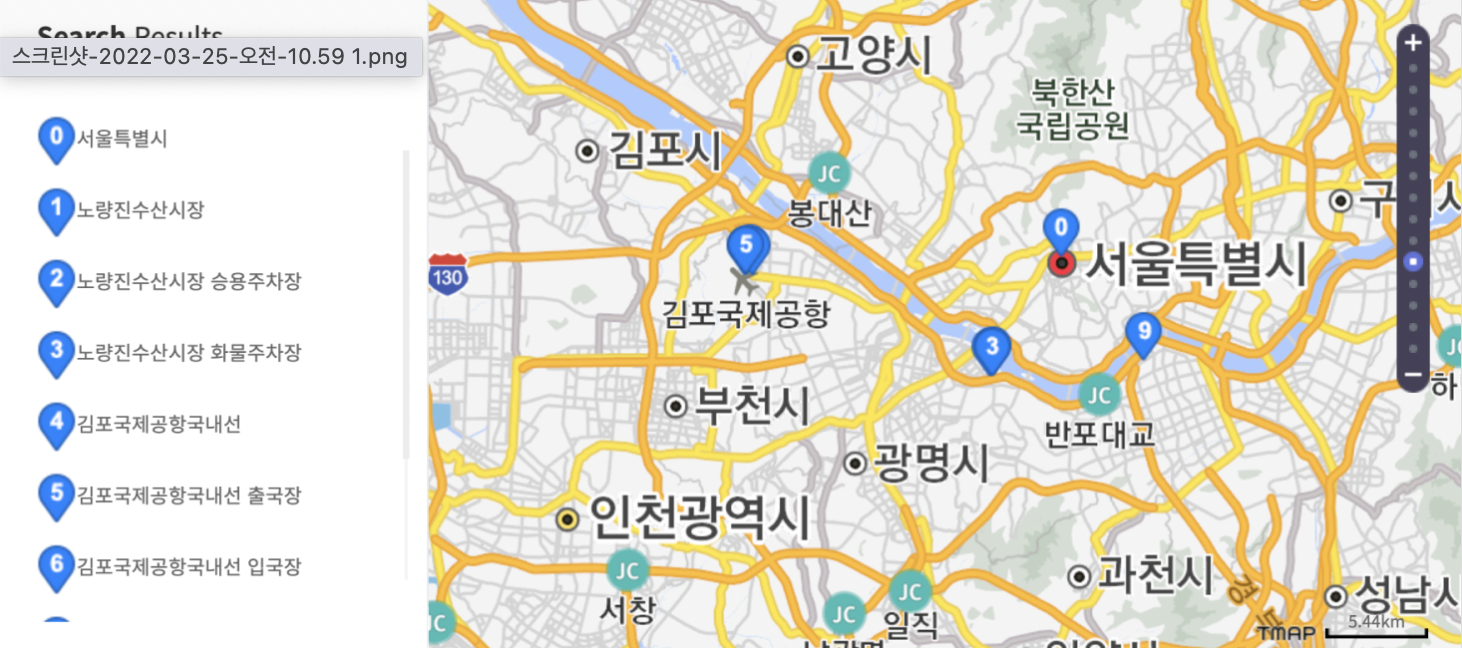 Search Results
스크린샷-2022-03-25-오전-10.59 1.png
0 서울특별시
1 노량진수산시장
2 노량진수산시장 승용주차장
3 노량진수산시장 화물주차장
4 김포국제공항국내선
5 김포국제공항국내선 출국장
6 김포국제공항국내선 입국장
고양시
북한산
국립공원
김포시
JC
봉대산
구
시
0
서울특별시
5
130
김포국제공항
3
9
JC
하
부천시
JC
반포대교
광명시
인천광역시
JC
서창
JC
일직
JC
JC
과천시
경부
성남시
5.44km
TMAP
+
−